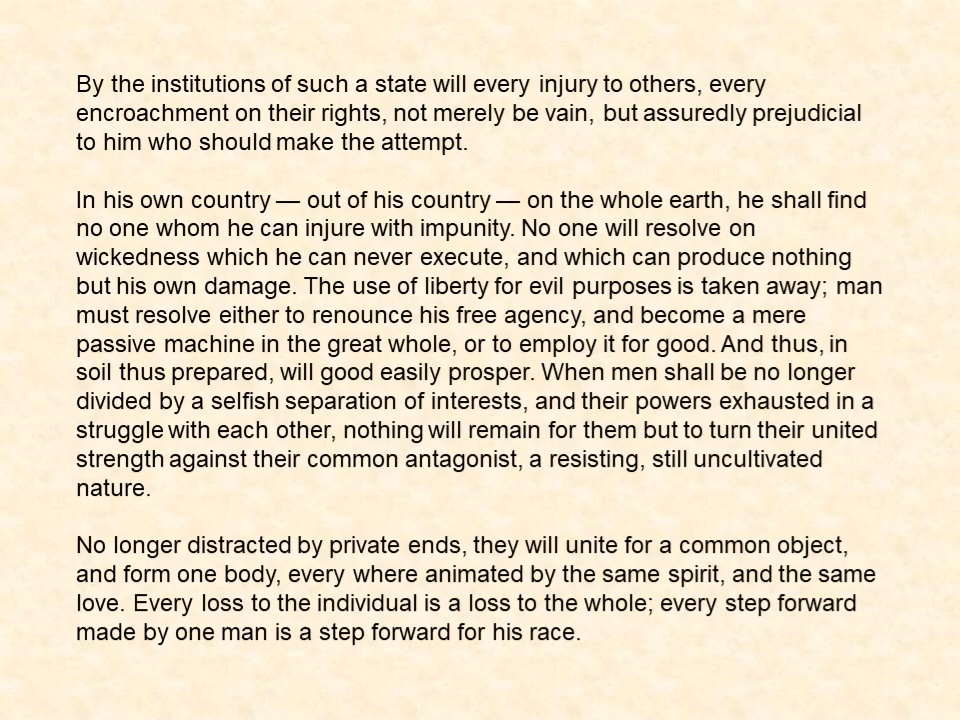 By the institutions of such a state will every injury to others, every
encroachment on their rights, not merely be vain, but assuredly prejudicial
to him who should make the attempt.
In his own country — out of his country — on the whole earth, he shall find
no one whom he can injure with impunity. No one will resolve on
wickedness which he can never execute, and which can produce nothing
but his own damage. The use of liberty for evil purposes is taken away; man
must resolve either to renounce his free agency, and become a mere
passive machine in the great whole, or to employ it for good. And thus, in
soil thus prepared, will good easily prosper. When men shall be no longer
divided by a selfish separation of interests, and their powers exhausted in a
struggle with each other, nothing will remain for them but to turn their united
strength against their common antagonist, a resisting, still uncultivated
nature.
No longer distracted by private ends, they will unite for a common object,
and form one body, every where animated by the same spirit, and the same
love. Every loss to the individual is a loss to the whole; every step forward
made by one man is a step forward for his race.